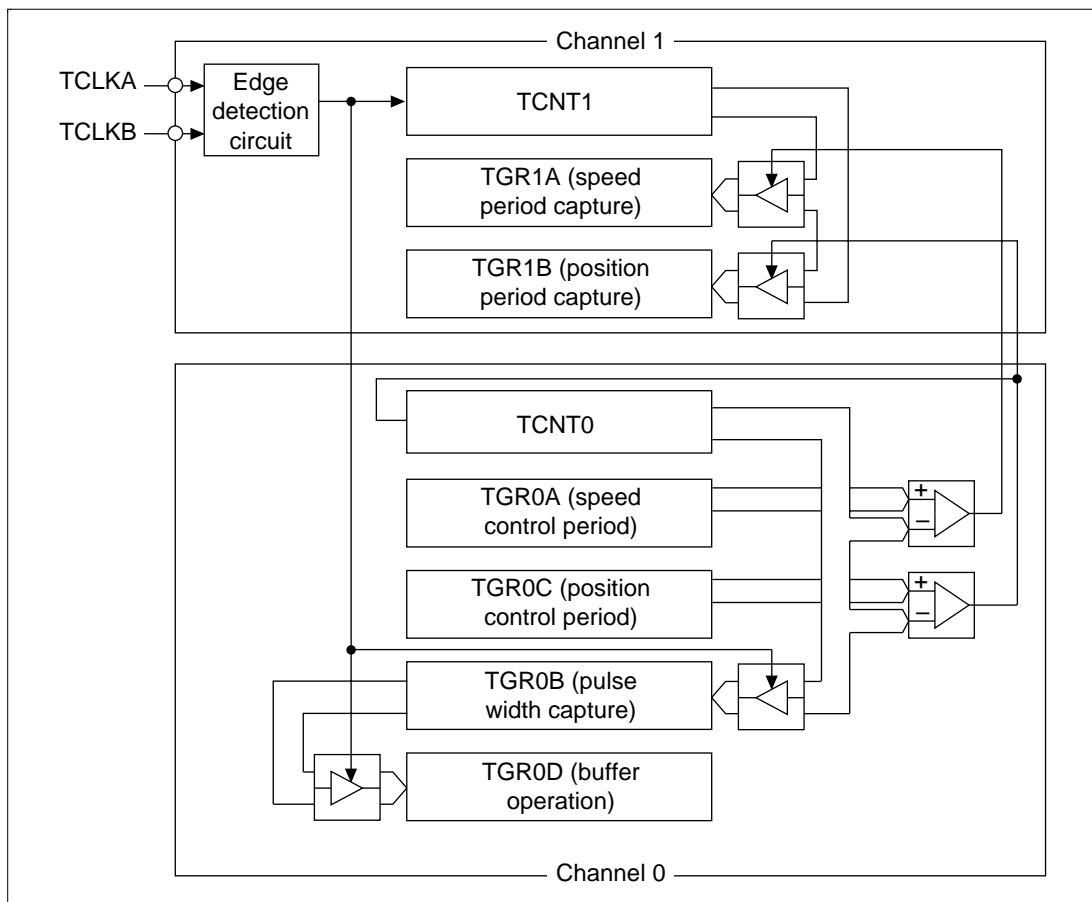 Channel 1
TCLKA
TCLKB
Edge
detection
circuit
TCNT1
TGR1A (speed
period capture)
TGR1B (position
period capture)
TCNT0
TGR0A (speed
control period)
+
−
TGR0C (position
control period)
+
−
TGR0B (pulse
width capture)
TGR0D (buffer
operation)
Channel 0